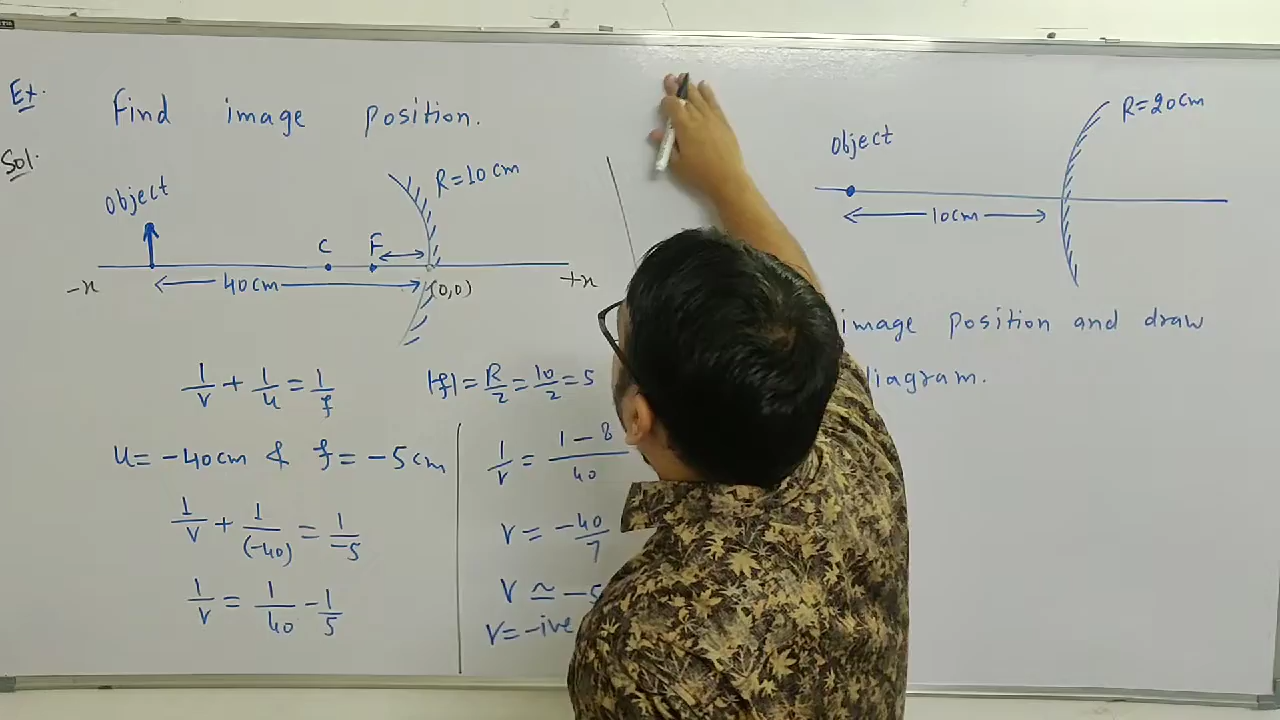 Ex.
Find image position.
Sol.
object
R=10cm
C F
-x
40cm
(0,0)
+x
1/v + 1/u = 1/f
|f| = R/2 = 10/2 = 5
u = -40cm & f = -5cm
1/v + 1/(-40) = 1/-5
1/v = 1/40 - 1/5
1/v = 1-8/40
v = -40/7
v ≃ -5
v = -ive
object
R=20cm
10cm
image position and draw
diagram.